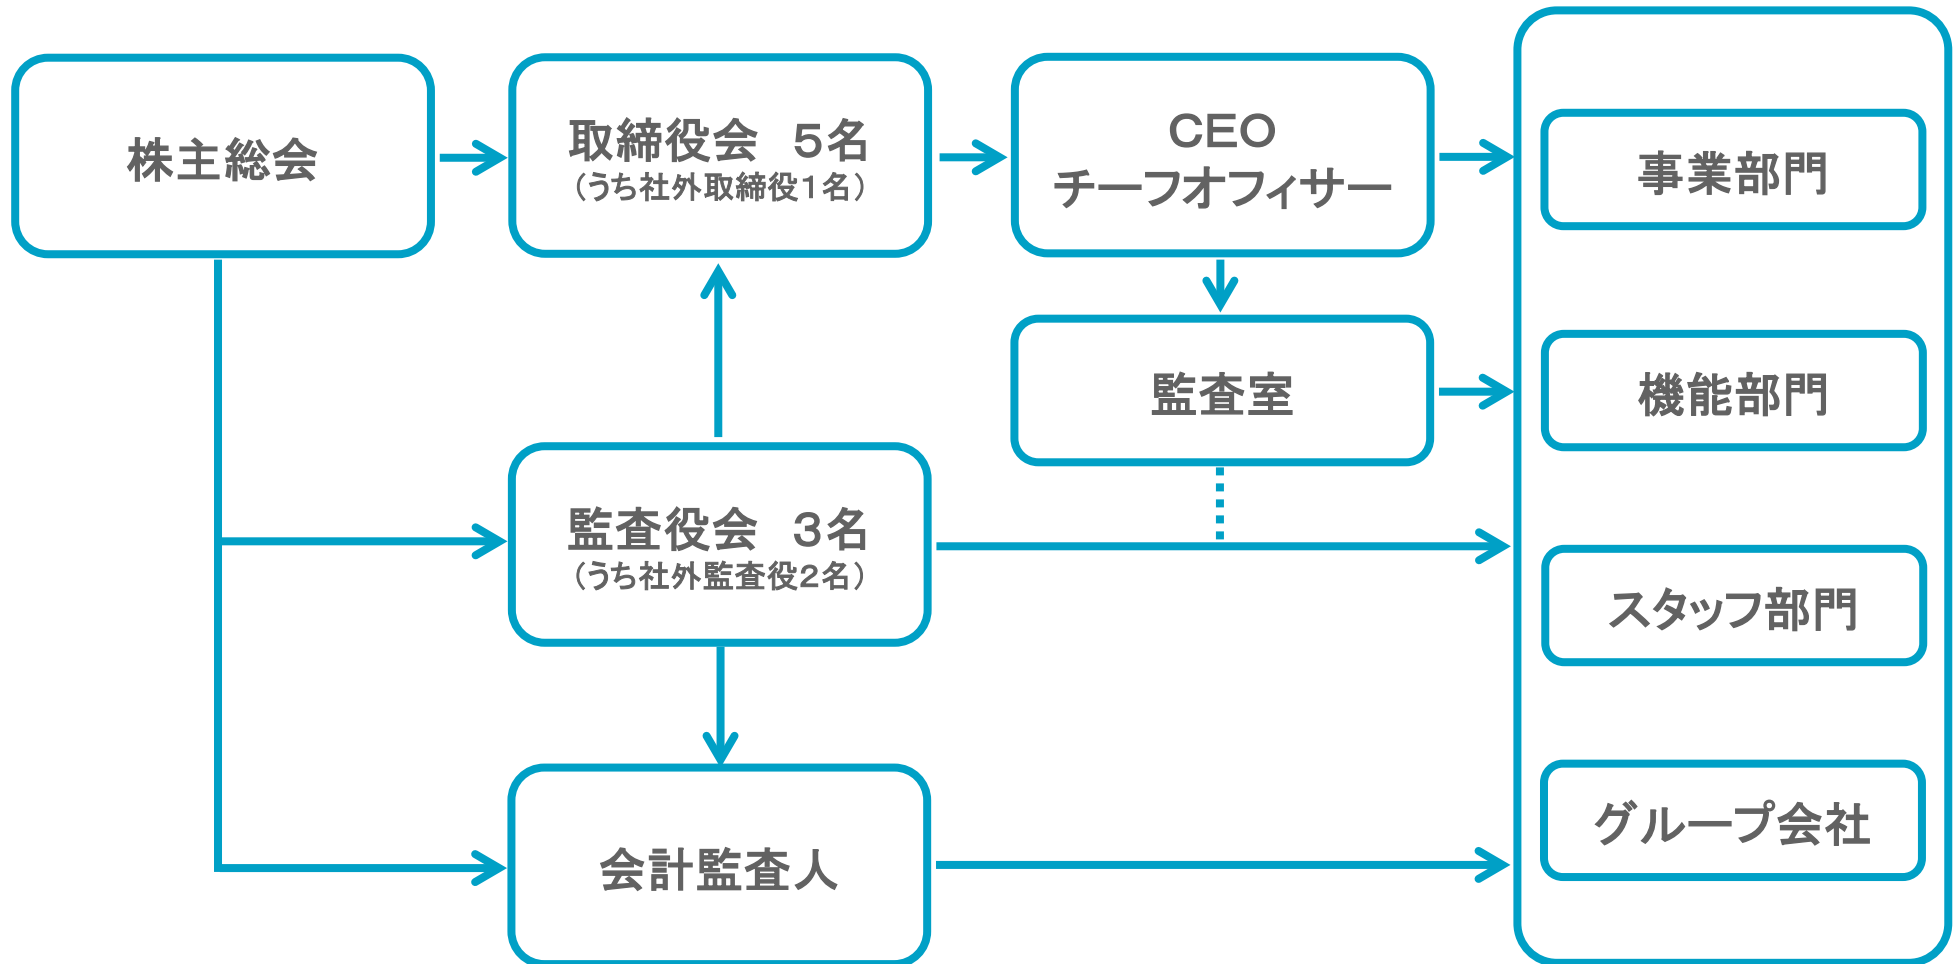 株主総会
取締役会　５名
（うち社外取締役１名）
CEO
チーフオフィサー
事業部門
監査室
機能部門
監査役会　３名
（うち社外監査役２名）
スタッフ部門
グループ会社
会計監査人